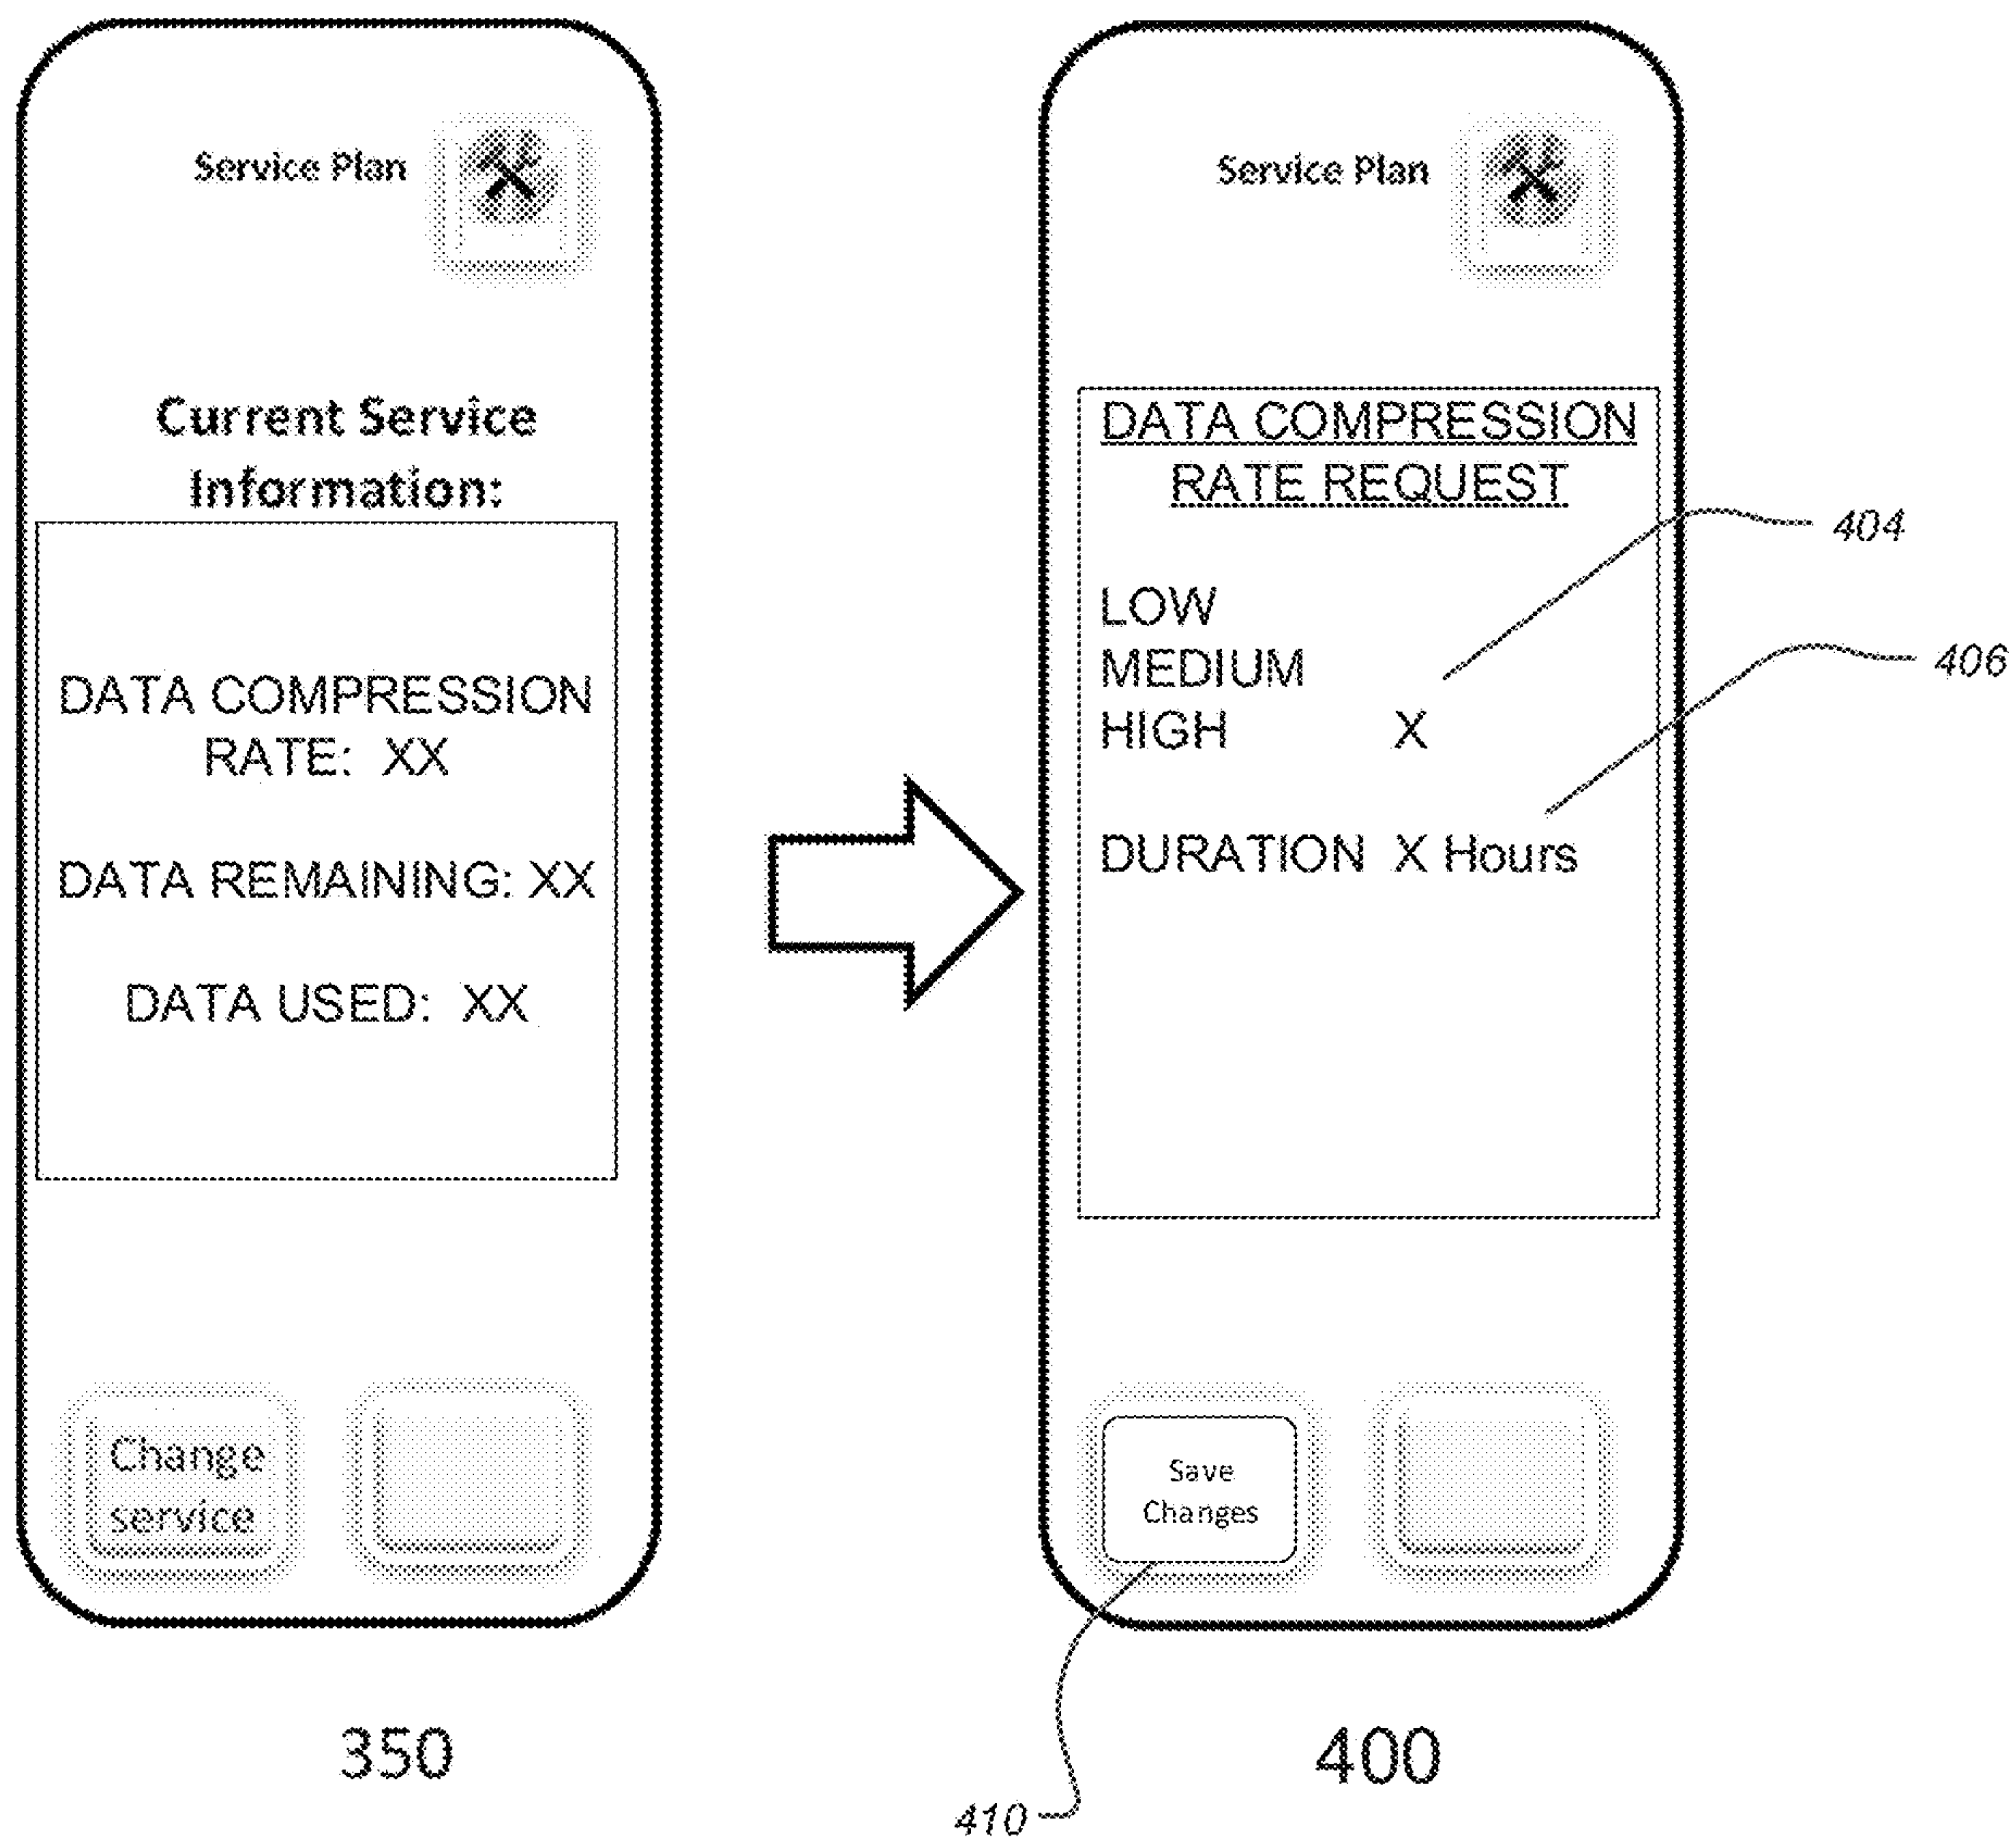 Service Plan
Current Service
Information:
DATA COMPRESSION
RATE: XX
DATA REMAINING: XX
DATA USED: XX
Change
service
350
Service Plan
DATA COMPRESSION
RATE REQUEST
LOW
MEDIUM
HIGH X
DURATION X Hours
404
406
Save
Changes
400
410